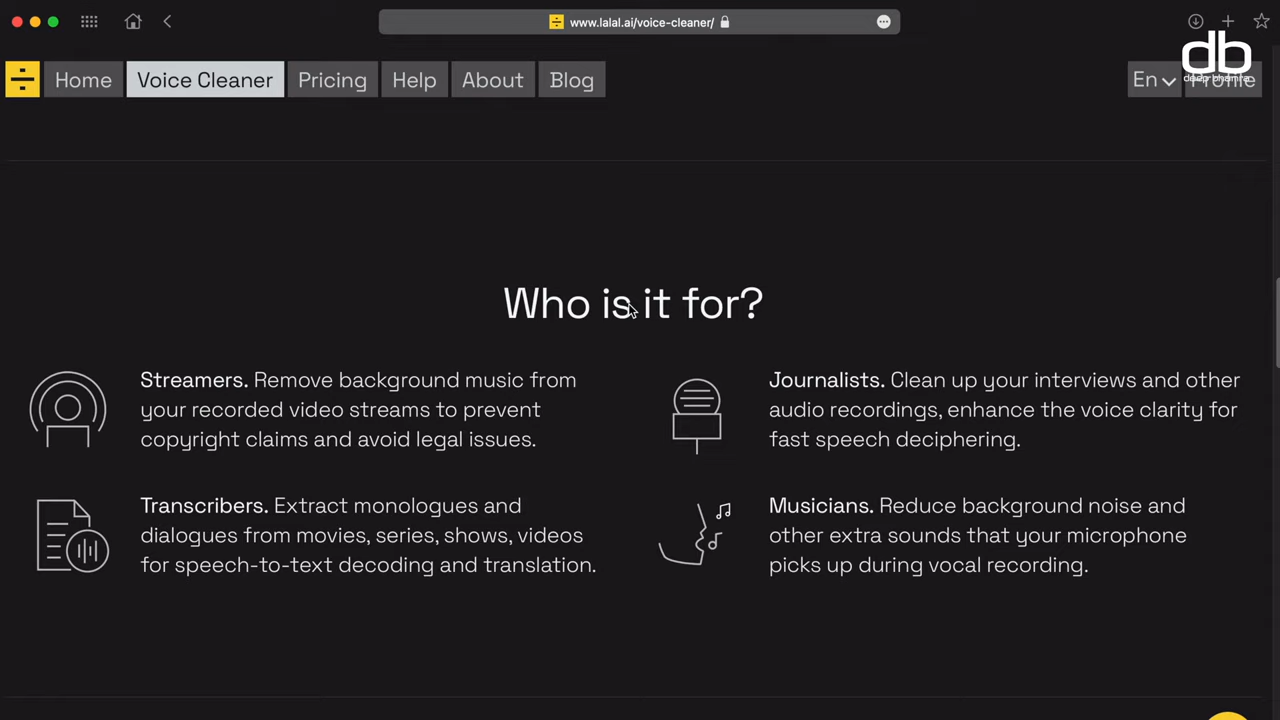 www.lalal.ai/voice-cleaner/
db
deep bhamra
Home Voice Cleaner Pricing Help About Blog En Profile
Who is it for?
Streamers. Remove background music from
your recorded video streams to prevent
copyright claims and avoid legal issues.
Journalists. Clean up your interviews and other
audio recordings, enhance the voice clarity for
fast speech deciphering.
Transcribers. Extract monologues and
dialogues from movies, series, shows, videos
for speech-to-text decoding and translation.
Musicians. Reduce background noise and
other extra sounds that your microphone
picks up during vocal recording.